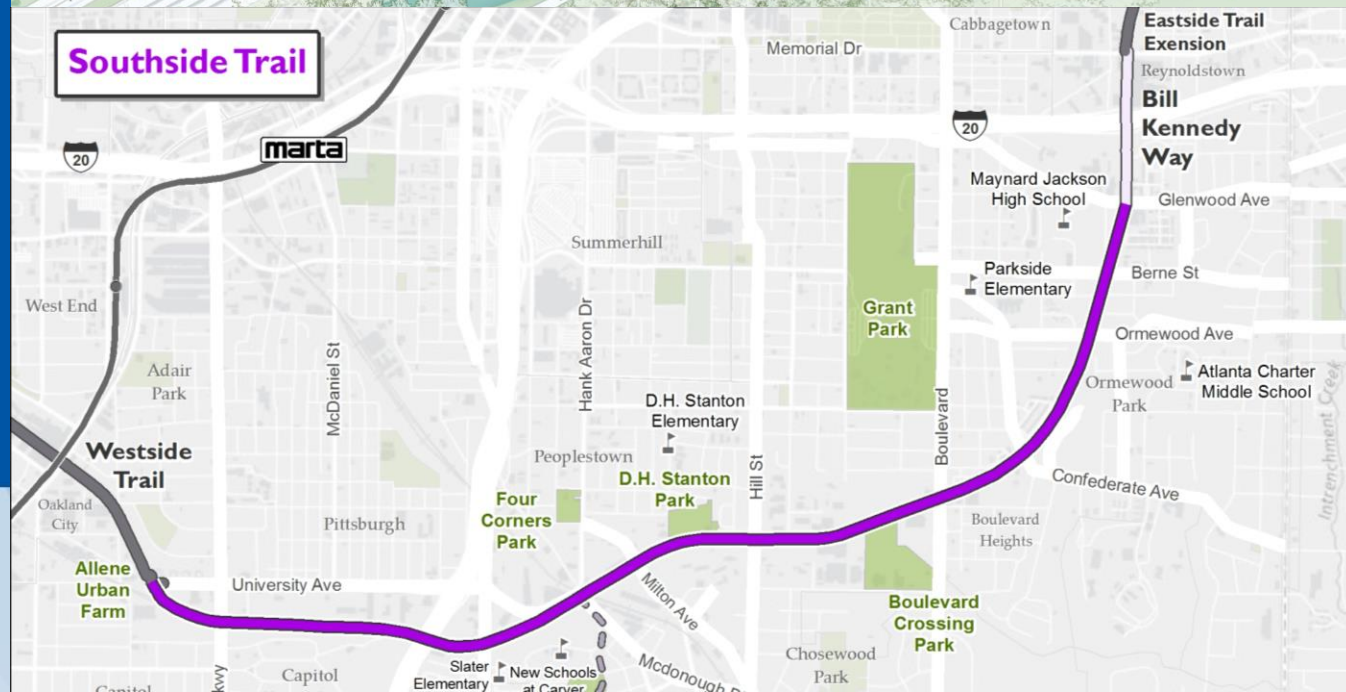 Southside Trail
Memorial Dr
Cabbagetown
Eastside Trail
Exension
Reynoldstown
Bill
Kennedy
Way
20
marta
20
Maynard Jackson
High School
Glenwood Ave
Summerhill
Parkside
Elementary
Berne St
West End
Grant
Park
Ormewood Ave
Hank Aaron Dr
McDaniel St
Adair
Park
Atlanta Charter
Middle School
Ormewood
Park
D.H. Stanton
Elementary
Boulevard
Intrenchment Creek
Westside
Trail
Peoplestown
Hill St
D.H. Stanton
Park
Confederate Ave
Oakland
City
Pittsburgh
Four
Corners
Park
Boulevard
Heights
Allene
Urban
Farm
University Ave
Milton Ave
Boulevard
Crossing
Park
Chosewood
Park
Slater
Elementary
New Schools
at Carver
Mcdonough
Capitol
Capitol
kwy